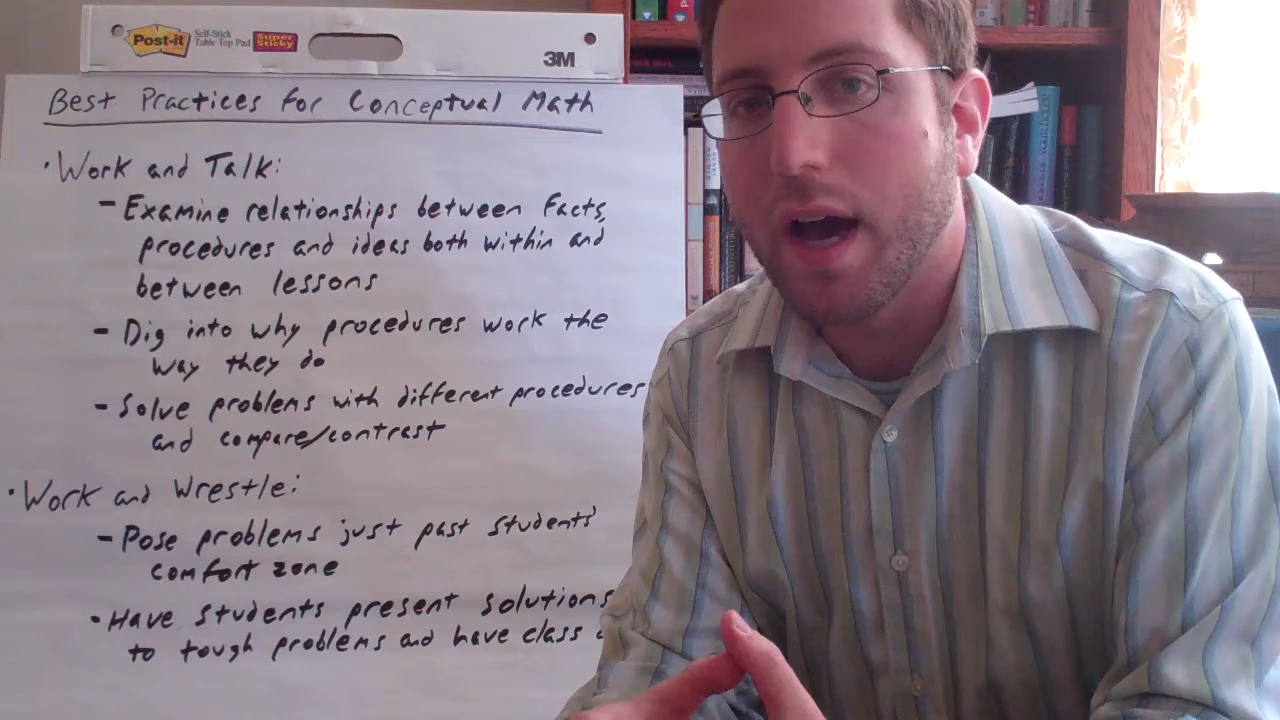 Post-it
Self-Stick
Table Top Pad
Super
Sticky
3M
Best Practices for Conceptual Math
• Work and Talk:
- Examine relationships between facts,
procedures and ideas both within and
between lessons
- Dig into why procedures work the
way they do
- Solve problems with different procedures
and compare/contrast
• Work and Wrestle:
- Pose problems just past students'
comfort zone
• Have students present solutions
to tough problems and have class